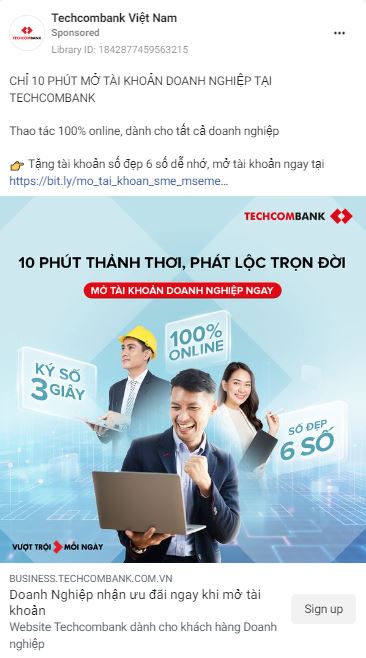 Techcombank Việt Nam
Sponsored
Library ID: 1842877459563215
CHỈ 10 PHÚT MỞ TÀI KHOẢN DOANH NGHIỆP TẠI
TECHCOMBANK
Thao tác 100% online, dành cho tất cả doanh nghiệp
👉 Tặng tài khoản số đẹp 6 số dễ nhớ, mở tài khoản ngay tại
https://bit.ly/mo_tai_khoan_sme_mseme...
TECHCOMBANK
10 PHÚT THẢNH THƠI, PHÁT LỘC TRỌN ĐỜI
MỞ TÀI KHOẢN DOANH NGHIỆP NGAY
100%
ONLINE
KÝ SỐ
3 GIÂY
SỐ ĐẸP
6 SỐ
VƯỢT TRỘI MỖI NGÀY
BUSINESS.TECHCOMBANK.COM.VN
Doanh Nghiệp nhận ưu đãi ngay khi mở tài
khoản
Website Techcombank dành cho khách hàng Doanh
nghiệp
Sign up